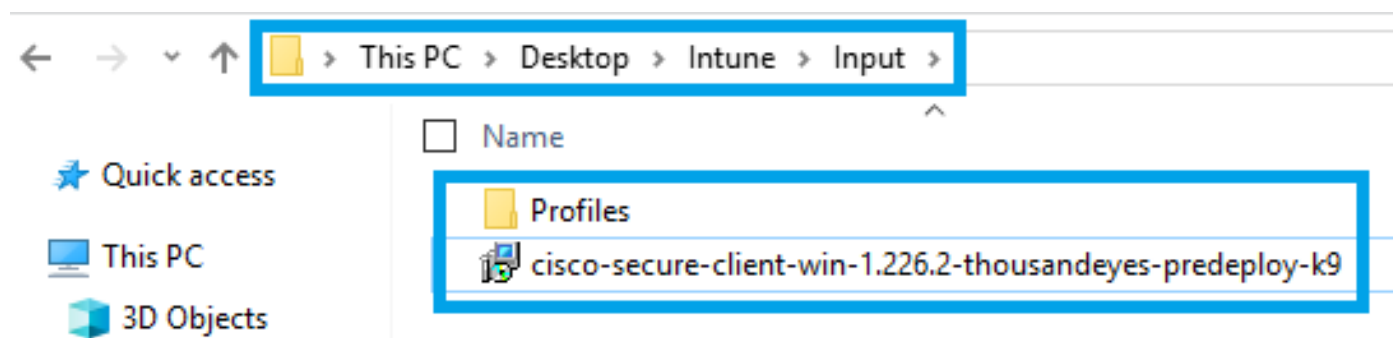 This PC > Desktop > Intune > Input >
Name
Quick access
Profiles
This PC
cisco-secure-client-win-1.226.2-thousandeyes-predeploy-k9
3D Objects